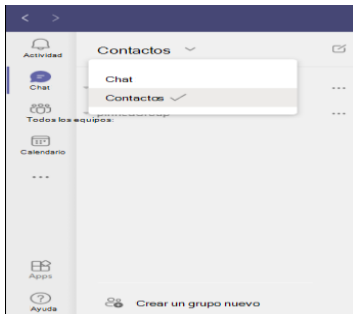 Actividad
Contactos
Chat
Chat
Contactos
Todos los equipos:
Calendario
Apps
Crear un grupo nuevo
Ayuda